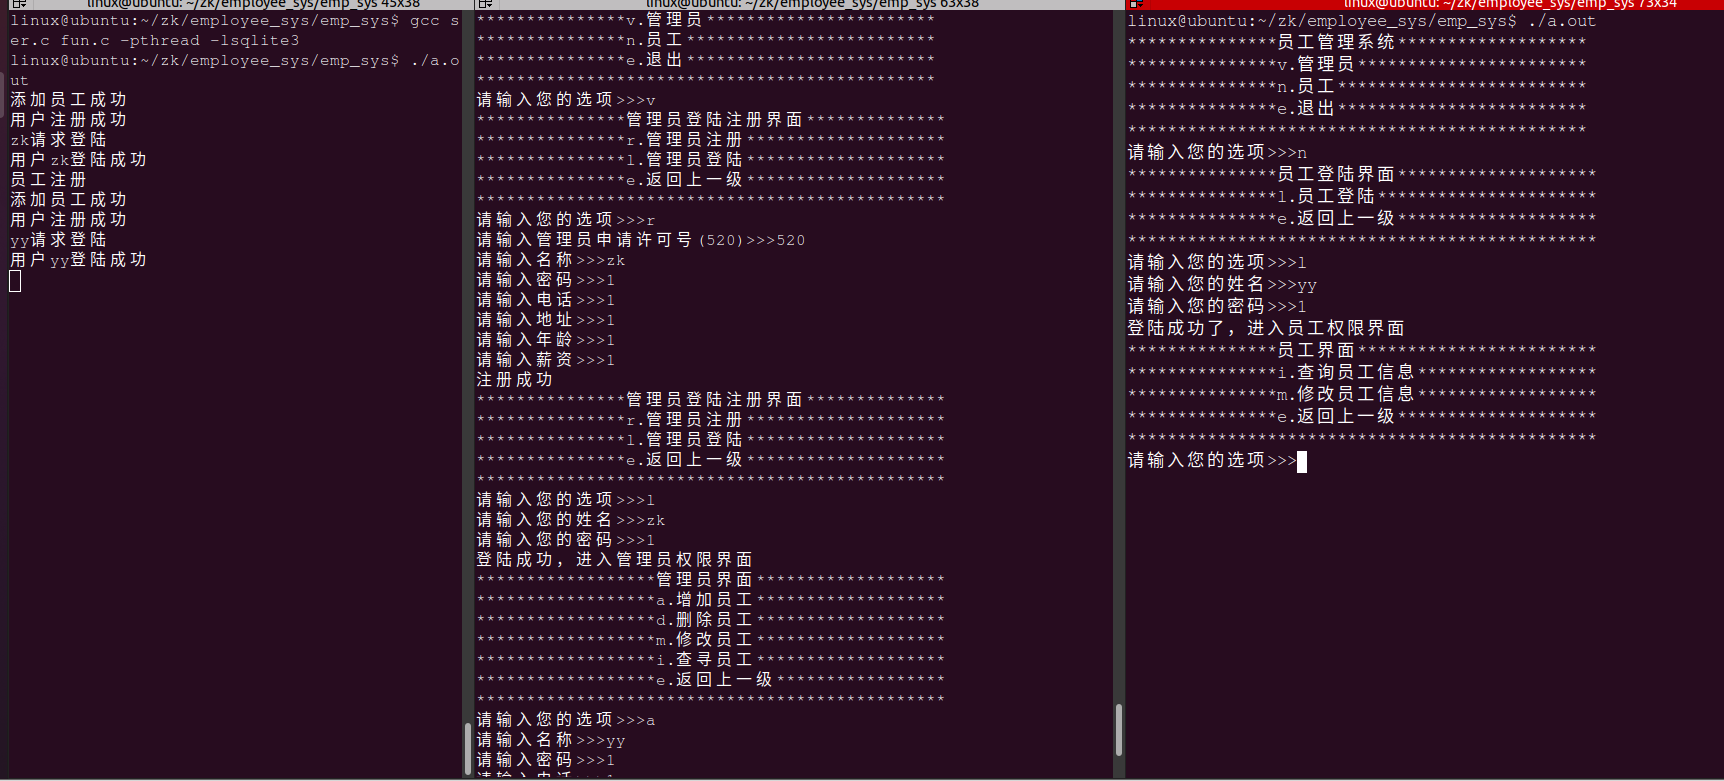 linux@ubuntu: ~/zk/employee_sys/emp_sys 45x38
linux@ubuntu:~/zk/employee_sys/emp_sys$ gcc s
er.c fun.c -pthread -lsqlite3
linux@ubuntu:~/zk/employee_sys/emp_sys$ ./a.o
ut
添加员工成功
用户注册成功
zk请求登陆
用户zk登陆成功
员工注册
添加员工成功
用户注册成功
yy请求登陆
用户yy登陆成功
linux@ubuntu: ~/zk/employee_sys/emp_sys 63x38
***************v.管理员***********************
***************n.员工*************************
***************e.退出*************************
**********************************************
请输入您的选项>>>v
***************管理员登陆注册界面**************
***************r.管理员注册********************
***************l.管理员登陆********************
***************e.返回上一级********************
***********************************************
请输入您的选项>>>r
请输入管理员申请许可号(520)>>>520
请输入名称>>>zk
请输入密码>>>1
请输入电话>>>1
请输入地址>>>1
请输入年龄>>>1
请输入薪资>>>1
注册成功
***************管理员登陆注册界面**************
***************r.管理员注册********************
***************l.管理员登陆********************
***************e.返回上一级********************
***********************************************
请输入您的选项>>>l
请输入您的姓名>>>zk
请输入您的密码>>>1
登陆成功，进入管理员权限界面
******************管理员界面*******************
******************a.增加员工*******************
******************d.删除员工*******************
******************m.修改员工*******************
******************i.查寻员工*******************
******************e.返回上一级*****************
***********************************************
请输入您的选项>>>a
请输入名称>>>yy
请输入密码>>>1
请输入电话>>>1
linux@ubuntu: ~/zk/employee_sys/emp_sys 73x34
linux@ubuntu:~/zk/employee_sys/emp_sys$ ./a.out
***************员工管理系统*******************
***************v.管理员***********************
***************n.员工*************************
***************e.退出*************************
**********************************************
请输入您的选项>>>n
***************员工登陆界面********************
***************l.员工登陆**********************
***************e.返回上一级********************
***********************************************
请输入您的选项>>>l
请输入您的姓名>>>yy
请输入您的密码>>>1
登陆成功了，进入员工权限界面
***************员工界面************************
***************i.查询员工信息******************
***************m.修改员工信息******************
***************e.返回上一级********************
***********************************************
请输入您的选项>>>